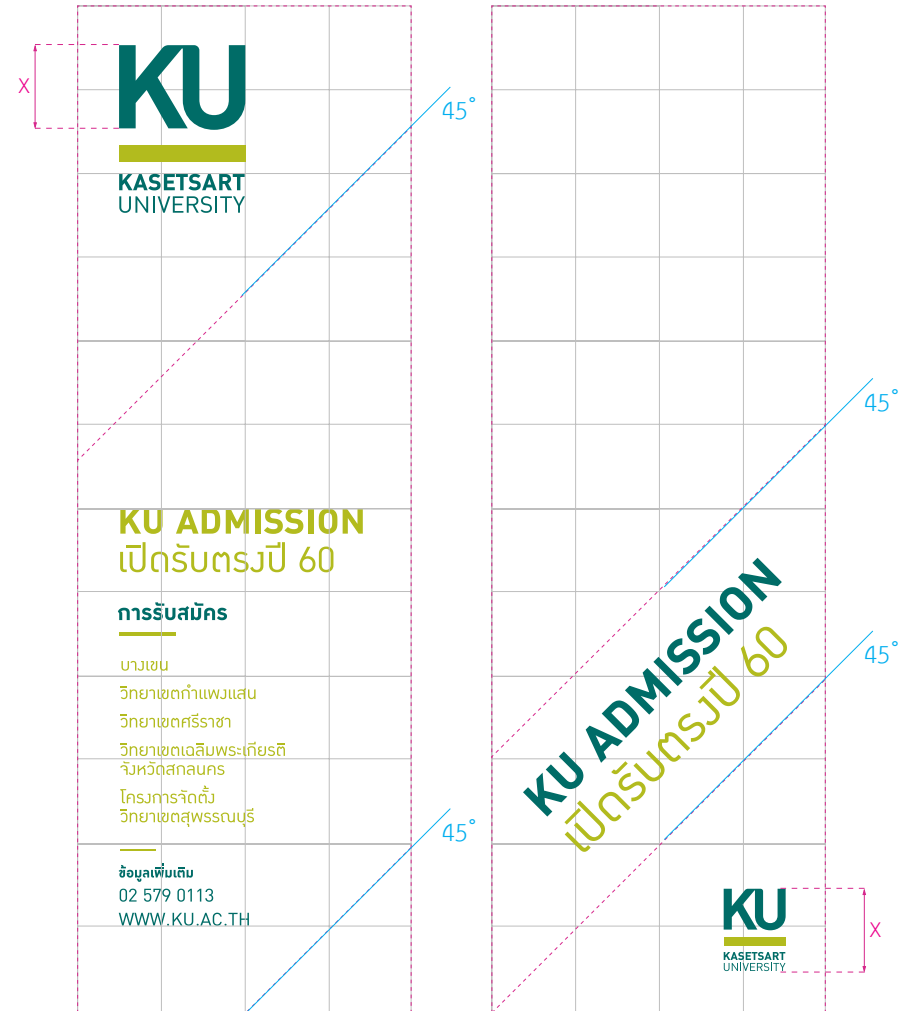 X
KU
KASETSART
UNIVERSITY
45°
KU ADMISSION
เปิดรับตรงปี 60
การรับสมัคร
บางเขน
วิทยาเขตกำแพงแสน
วิทยาเขตศรีราชา
วิทยาเขตเฉลิมพระเกียรติ
จังหวัดสกลนคร
โครงการจัดตั้ง
วิทยาเขตสุพรรณบุรี
ข้อมูลเพิ่มเติม
02 579 0113
WWW.KU.AC.TH
45°
45°
KU ADMISSION
เปิดรับตรงปี 60
45°
KU
KASETSART
UNIVERSITY
X